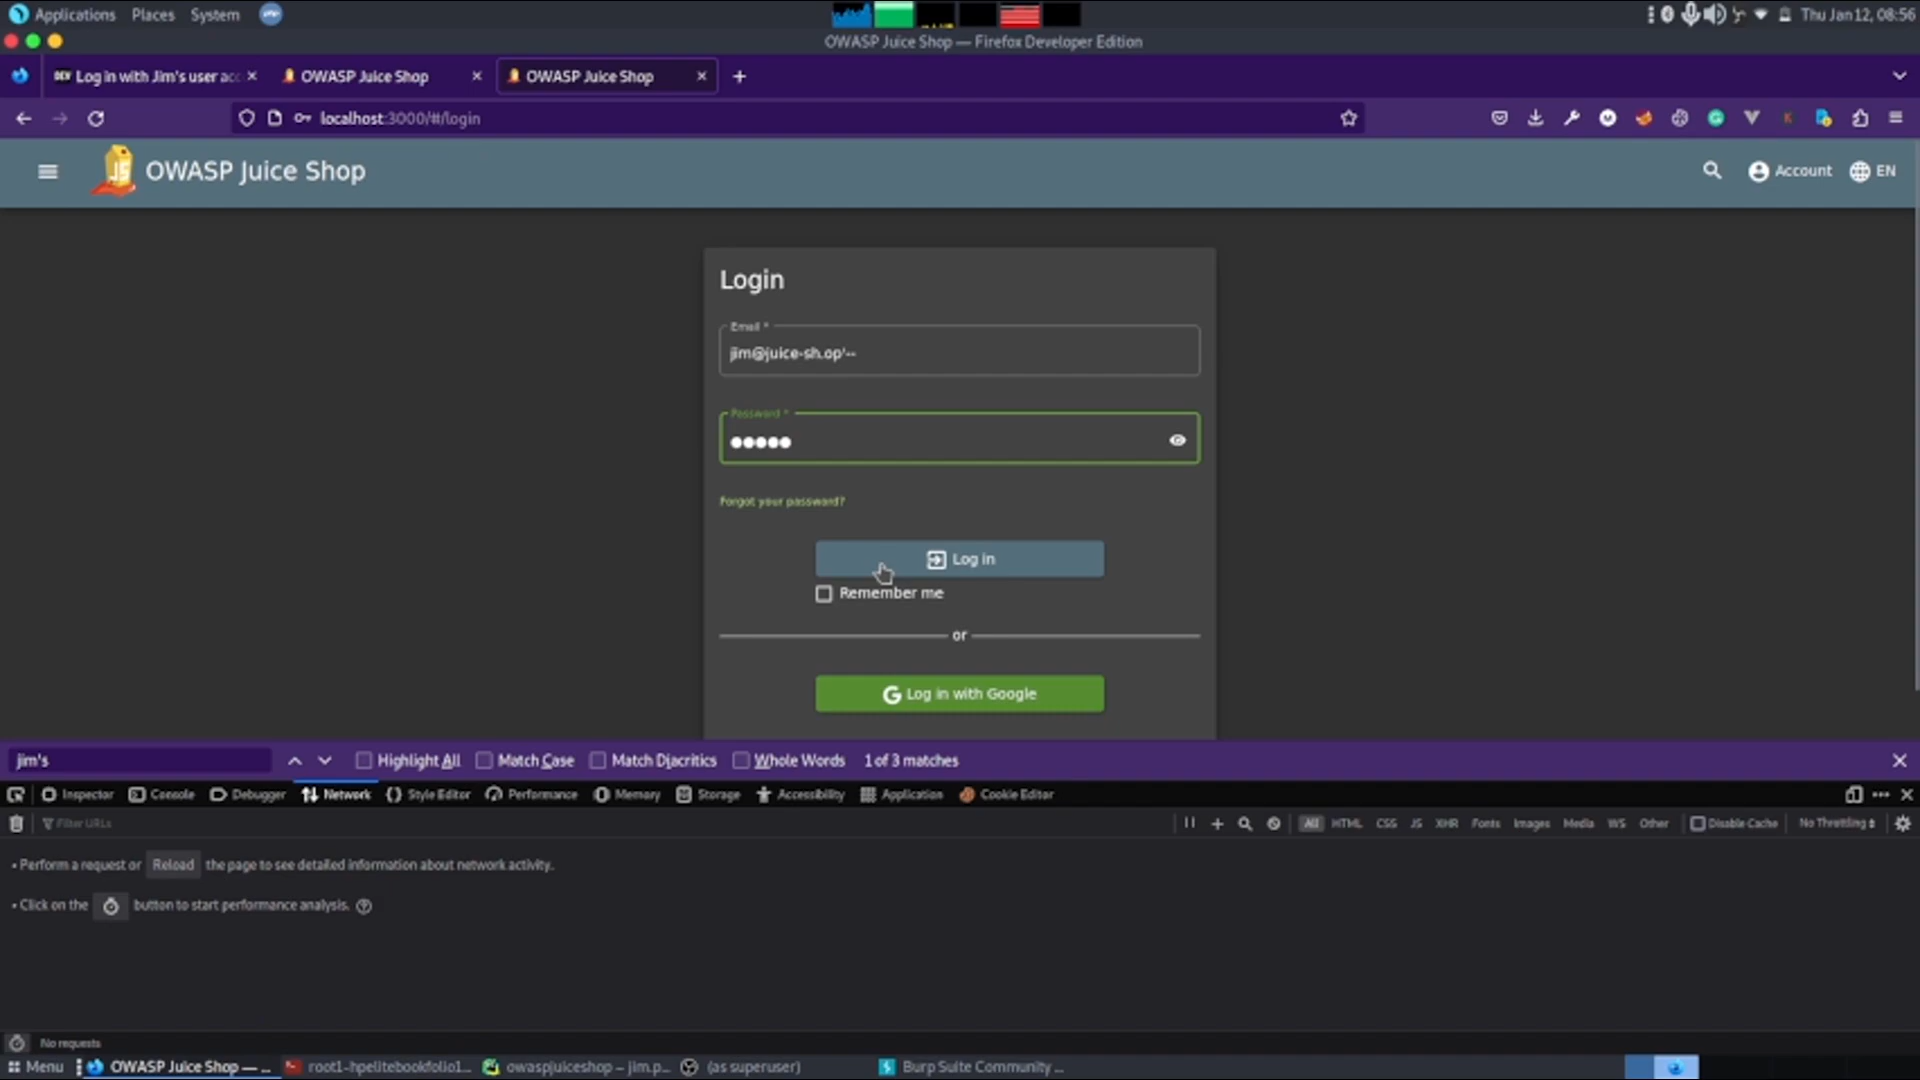 Applications Places System
Thu Jan 12, 08:56
OWASP Juice Shop — Firefox Developer Edition
DEV Log in with Jim's user acc
OWASP Juice Shop
OWASP Juice Shop
localhost:3000/#/login
OWASP Juice Shop
Account
EN
Login
Email *
jim@juice-sh.op'--
Password *
Forgot your password?
Log in
Remember me
or
Log in with Google
jim's
Highlight All
Match Case
Match Diacritics
Whole Words
1 of 3 matches
Inspector Console Debugger Network Style Editor Performance Memory Storage Accessibility Application Cookie Editor
Filter URLs
All HTML CSS JS XHR Fonts Images Media WS Other Disable Cache No Throttling
• Perform a request or Reload the page to see detailed information about network activity.
• Click on the button to start performance analysis.
No requests
Menu
OWASP Juice Shop — ...
root1-hpelitebookfolio1...
owaspjuiceshop – jim.p...
(as superuser)
Burp Suite Community ...